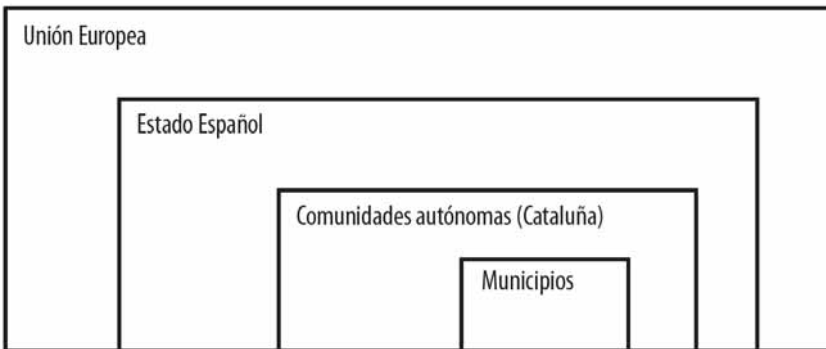 Unión Europea
Estado Español
Comunidades autónomas (Cataluña)
Municipios